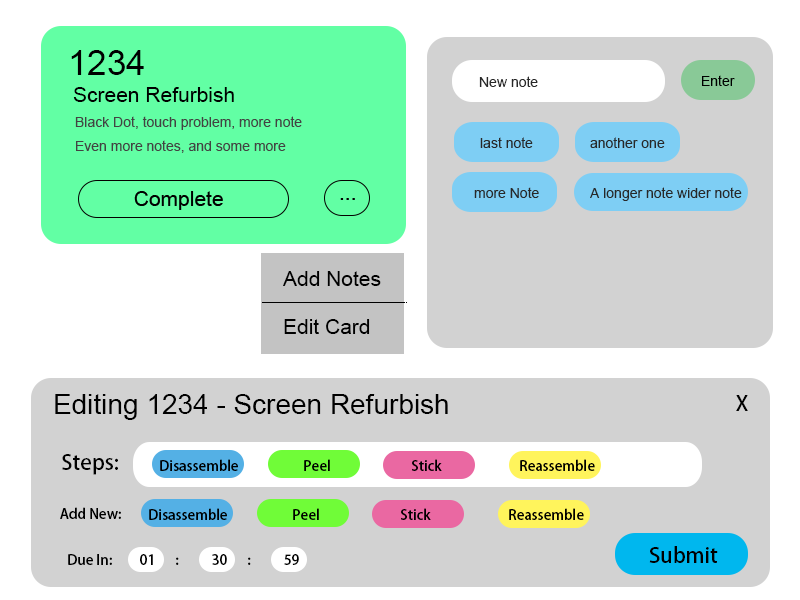 1234
Screen Refurbish
Black Dot, touch problem, more note
Even more notes, and some more
Complete
...
Add Notes
Edit Card
New note
Enter
last note
another one
more Note
A longer note wider note
Editing 1234 - Screen Refurbish
X
Steps: Disassemble Peel Stick Reassemble
Add New: Disassemble Peel Stick Reassemble
Due In: 01 : 30 : 59
Submit